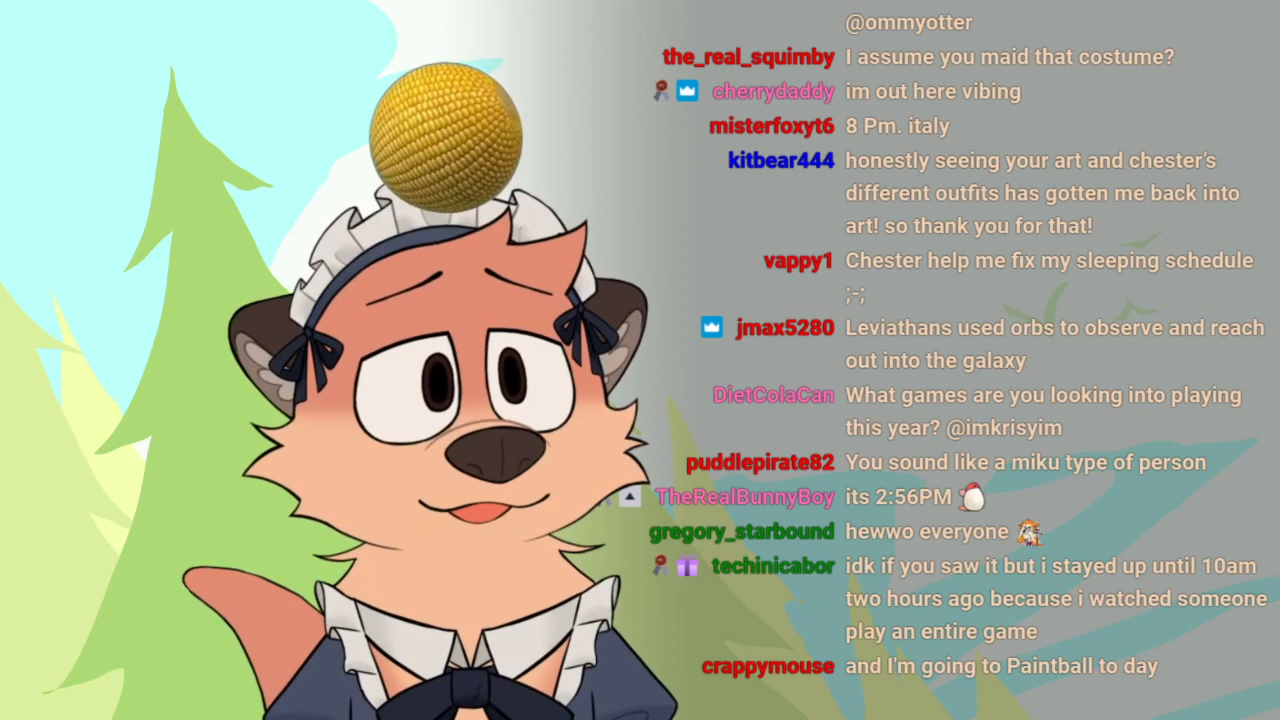 @ommyotter
the_real_squimby I assume you maid that costume?
cherrydaddy im out here vibing
misterfoxyt6 8 Pm. italy
kitbear444 honestly seeing your art and chester's
different outfits has gotten me back into
art! so thank you for that!
vappy1 Chester help me fix my sleeping schedule
;-;
jmax5280 Leviathans used orbs to observe and reach
out into the galaxy
DietColaCan What games are you looking into playing
this year? @imkrisyim
puddlepirate82 You sound like a miku type of person
TheRealBunnyBoy its 2:56PM
gregory_starbound hewwo everyone
techinicabor idk if you saw it but i stayed up until 10am
two hours ago because i watched someone
play an entire game
crappymouse and I'm going to Paintball to day